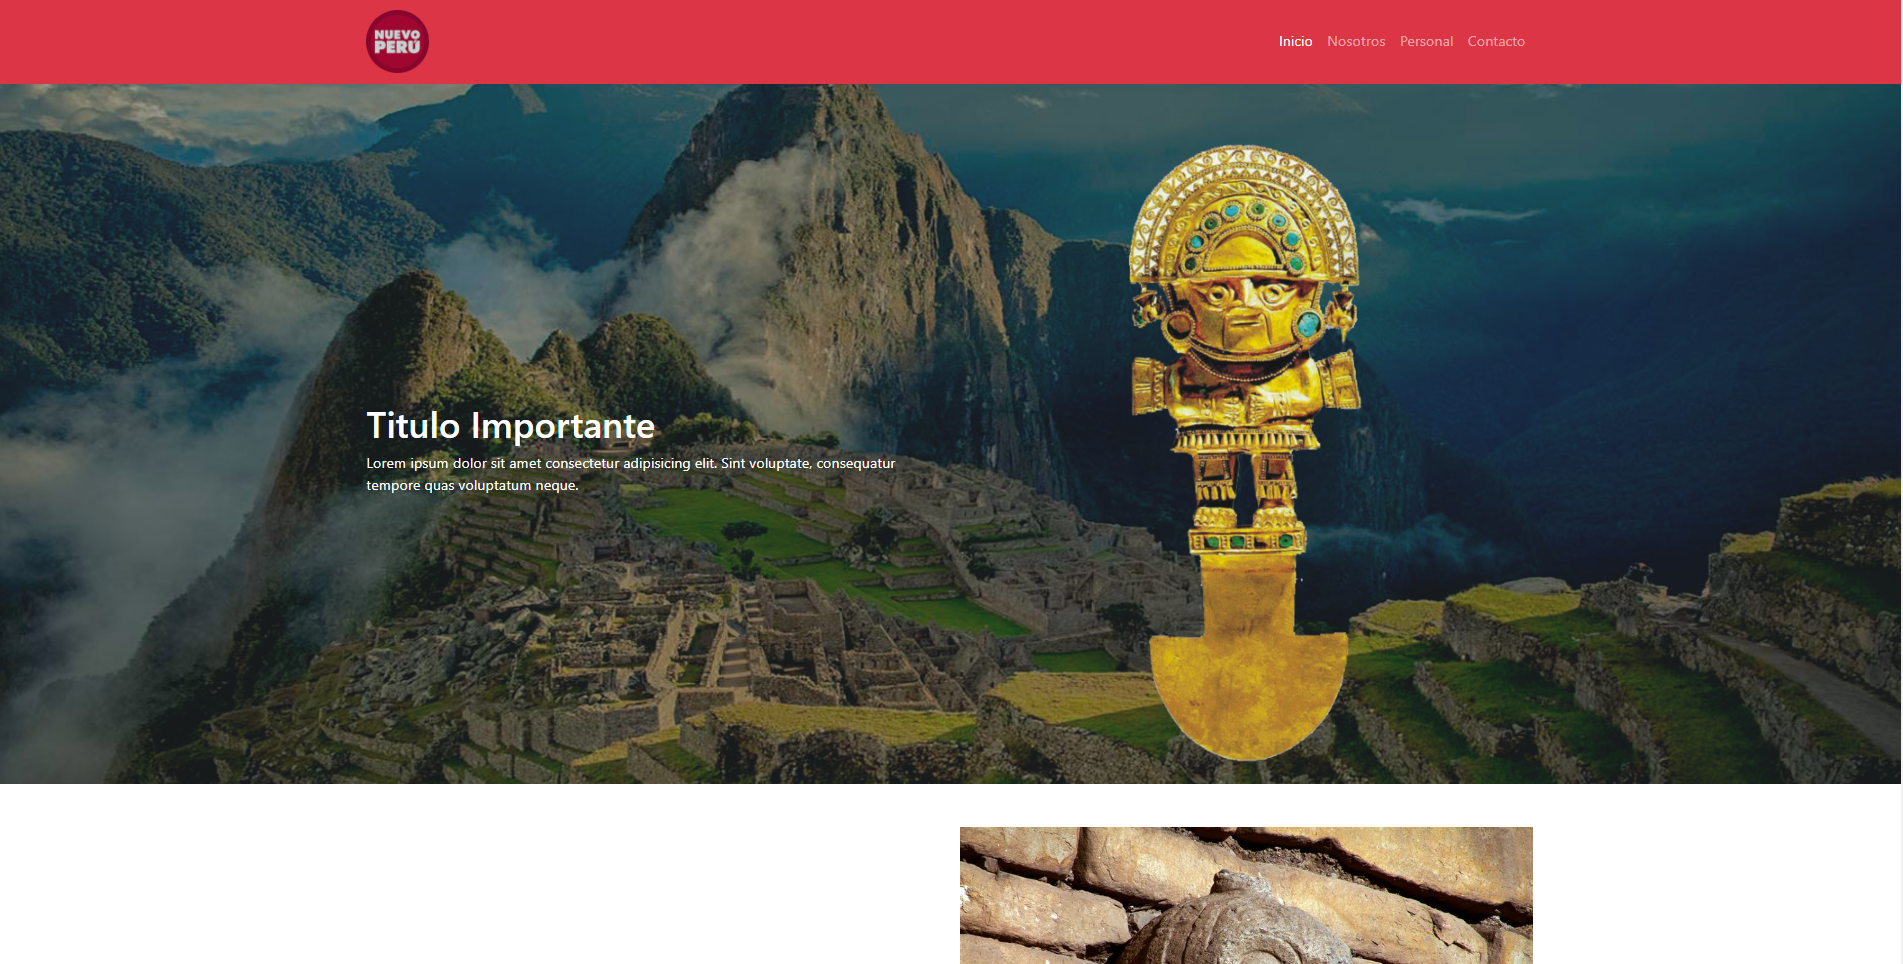 NUEVO
PERÚ
Inicio Nosotros Personal Contacto
Titulo Importante
Lorem ipsum dolor sit amet consectetur adipisicing elit. Sint voluptate, consequatur
tempore quas voluptatum neque.